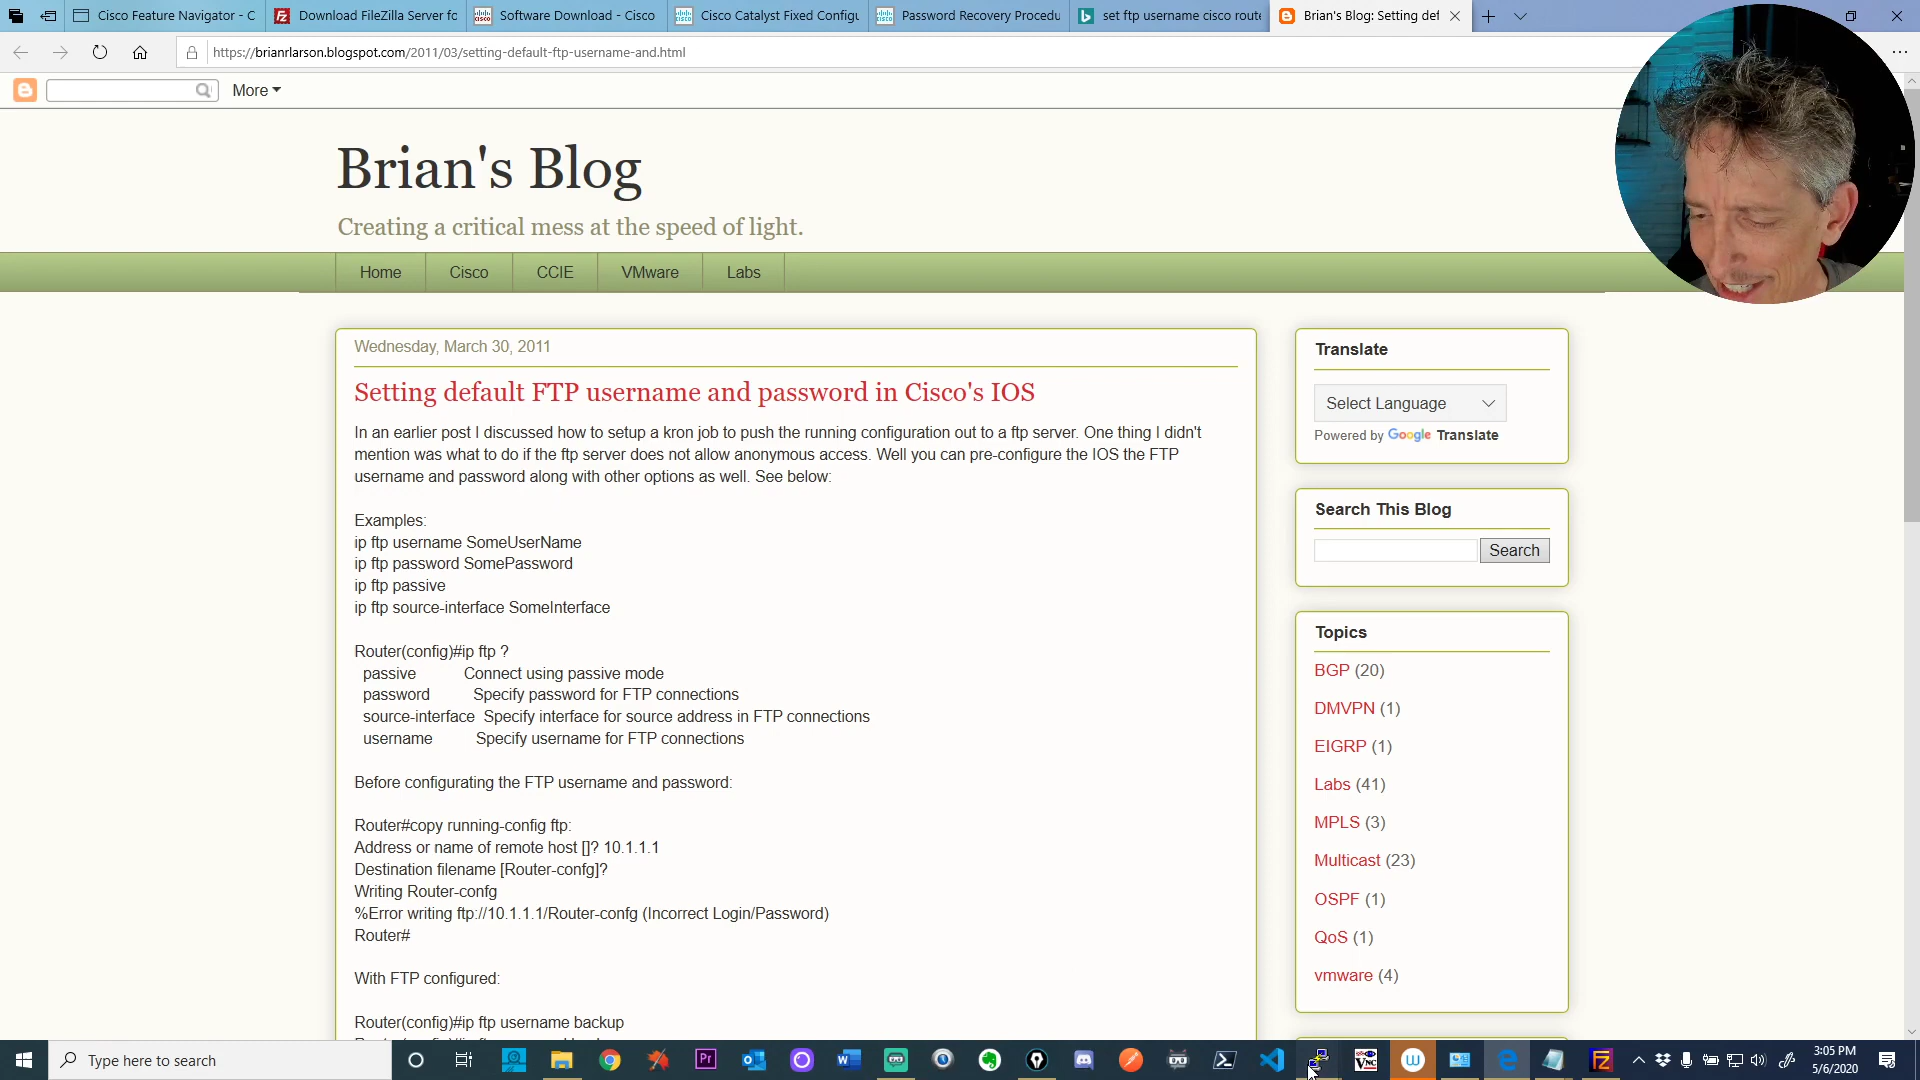 Cisco Feature Navigator - C
Download FileZilla Server fo
Software Download - Cisco
Cisco Catalyst Fixed Configu
Password Recovery Procedu
set ftp username cisco route
Brian's Blog: Setting def
https://brianrlarson.blogspot.com/2011/03/setting-default-ftp-username-and.html
More
Brian's Blog
Creating a critical mess at the speed of light.
Home Cisco CCIE VMware Labs
Wednesday, March 30, 2011
Setting default FTP username and password in Cisco's IOS
In an earlier post I discussed how to setup a kron job to push the running configuration out to a ftp server. One thing I didn't
mention was what to do if the ftp server does not allow anonymous access. Well you can pre-configure the IOS the FTP
username and password along with other options as well. See below:
Examples:
ip ftp username SomeUserName
ip ftp password SomePassword
ip ftp passive
ip ftp source-interface SomeInterface
Router(config)#ip ftp ?
passive Connect using passive mode
password Specify password for FTP connections
source-interface Specify interface for source address in FTP connections
username Specify username for FTP connections
Before configurating the FTP username and password:
Router#copy running-config ftp:
Address or name of remote host []? 10.1.1.1
Destination filename [Router-confg]?
Writing Router-confg
%Error writing ftp://10.1.1.1/Router-confg (Incorrect Login/Password)
Router#
With FTP configured:
Router(config)#ip ftp username backup
Translate
Select Language
Powered by Google Translate
Search This Blog
Search
Topics
BGP (20)
DMVPN (1)
EIGRP (1)
Labs (41)
MPLS (3)
Multicast (23)
OSPF (1)
QoS (1)
vmware (4)
Type here to search
3:05 PM
5/6/2020